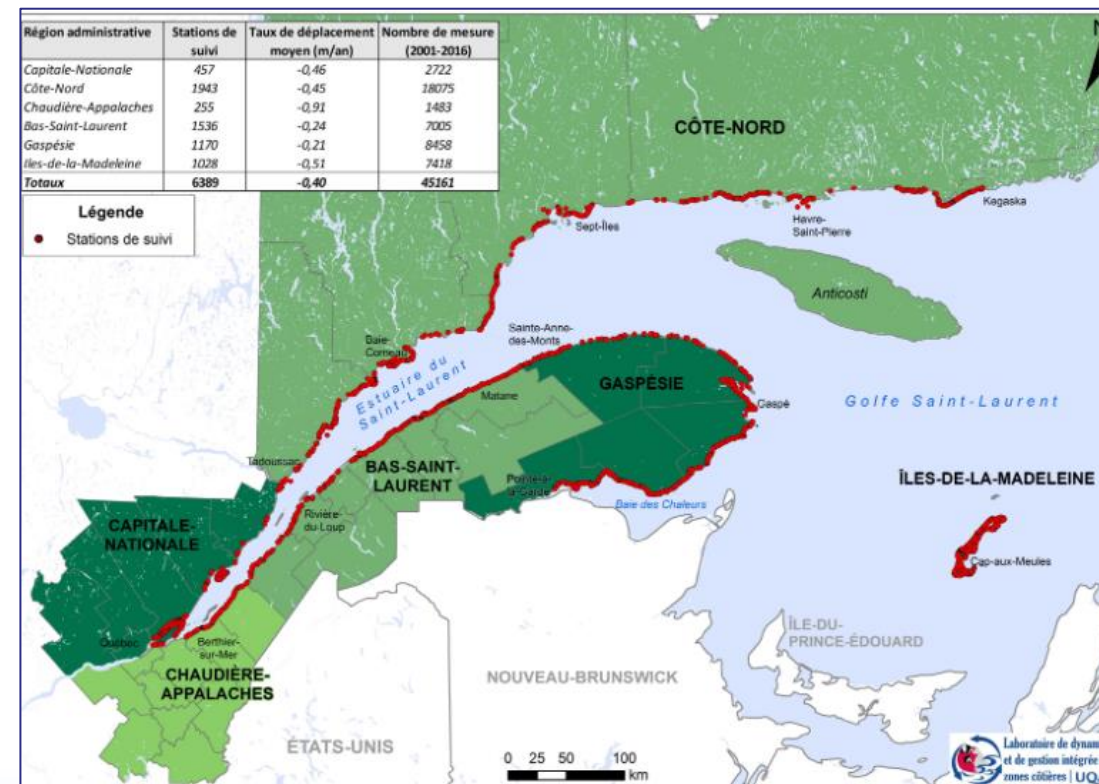 Région administrative Stations de suivi Taux de déplacement moyen (m/an) Nombre de mesure (2001-2016)
Capitale-Nationale 457 -0,46 2722
Côte-Nord 1943 -0,45 18075
Chaudière-Appalaches 255 -0,91 1483
Bas-Saint-Laurent 1536 -0,24 7005
Gaspésie 1170 -0,21 8458
Iles-de-la-Madeleine 1028 -0,51 7418
Totaux 6389 -0,40 45161
Légende
Stations de suivi
N
CÔTE-NORD
Sept-Îles
Havre-
Saint-Pierre
Kegaska
Anticosti
Baie-
Comeau
Sainte-Anne-
des-Monts
Estuaire du
Saint-Laurent
GASPÉSIE
Matane
Gaspé
Golfe Saint-Laurent
Tadoussac
BAS-SAINT-
LAURENT
Pointe-à-
la-Garde
Baie des Chaleurs
ÎLES-DE-LA-MADELEINE
CAPITALE-
NATIONALE
Rivière-
du-Loup
Cap-aux-Meules
Québec
Berthier-
sur-Mer
ÎLE-DU-
PRINCE-ÉDOUARD
CHAUDIÈRE-
APPALACHES
NOUVEAU-BRUNSWICK
ÉTATS-UNIS
0 25 50 100
km
Laboratoire de dynam
et de gestion intégrée
zones côtières | UQA